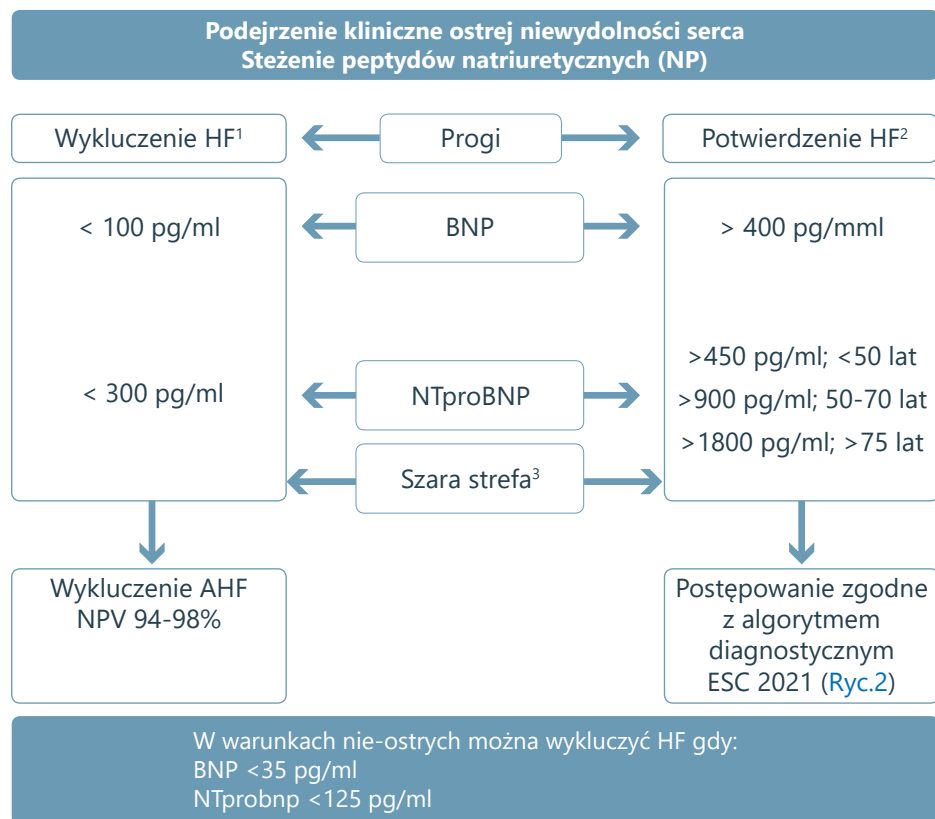 Podejrzenie kliniczne ostrej niewydolności serca
Steżenie peptydów natriuretycznych (NP)
Wykluczenie HF¹
Progi
Potwierdzenie HF²
< 100 pg/ml
BNP
> 400 pg/mml
< 300 pg/ml
NTproBNP
>450 pg/ml; <50 lat
>900 pg/ml; 50-70 lat
>1800 pg/ml; >75 lat
Szara strefa³
Wykluczenie AHF
NPV 94-98%
Postępowanie zgodne
z algorytmem
diagnostycznym
ESC 2021 (Ryc.2)
W warunkach nie-ostrych można wykluczyć HF gdy:
BNP <35 pg/ml
NTprobnp <125 pg/ml